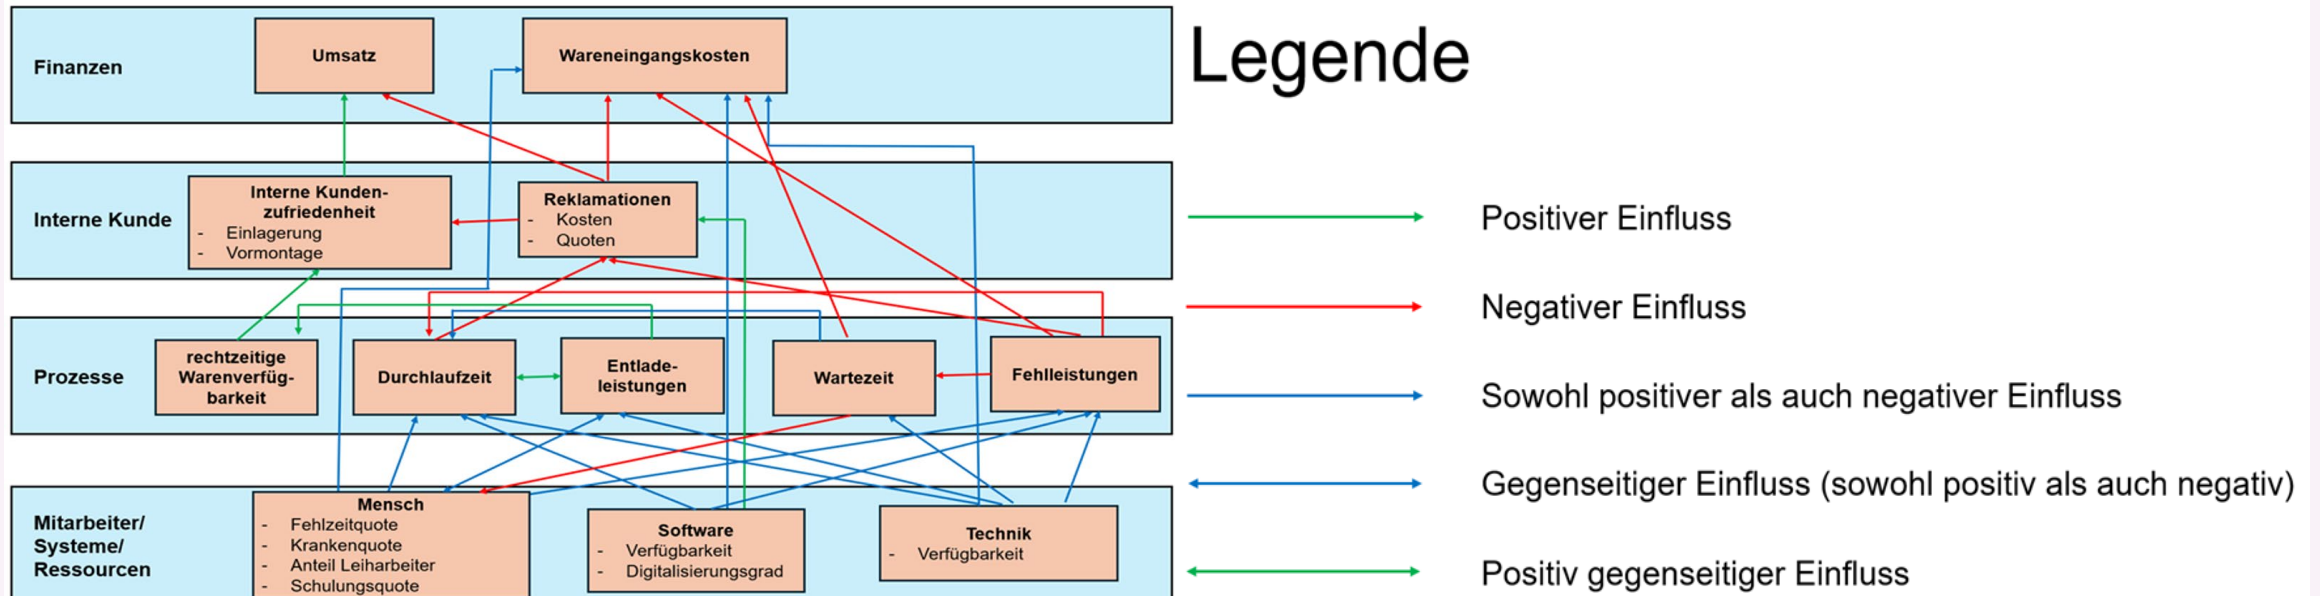 Finanzen
Umsatz
Wareneingangskosten
Legende
Interne Kunde
Interne Kunden-
zufriedenheit
- Einlagerung
- Vormontage
Reklamationen
- Kosten
- Quoten
Positiver Einfluss
Negativer Einfluss
Prozesse
rechtzeitige
Warenverfüg-
barkeit
Durchlaufzeit
Entlade-
leistungen
Wartezeit
Fehlleistungen
Sowohl positiver als auch negativer Einfluss
Gegenseitiger Einfluss (sowohl positiv als auch negativ)
Mitarbeiter/
Systeme/
Ressourcen
Mensch
- Fehlzeitquote
- Krankenquote
- Anteil Leiharbeiter
- Schulungsquote
Software
- Verfügbarkeit
- Digitalisierungsgrad
Technik
- Verfügbarkeit
Positiv gegenseitiger Einfluss